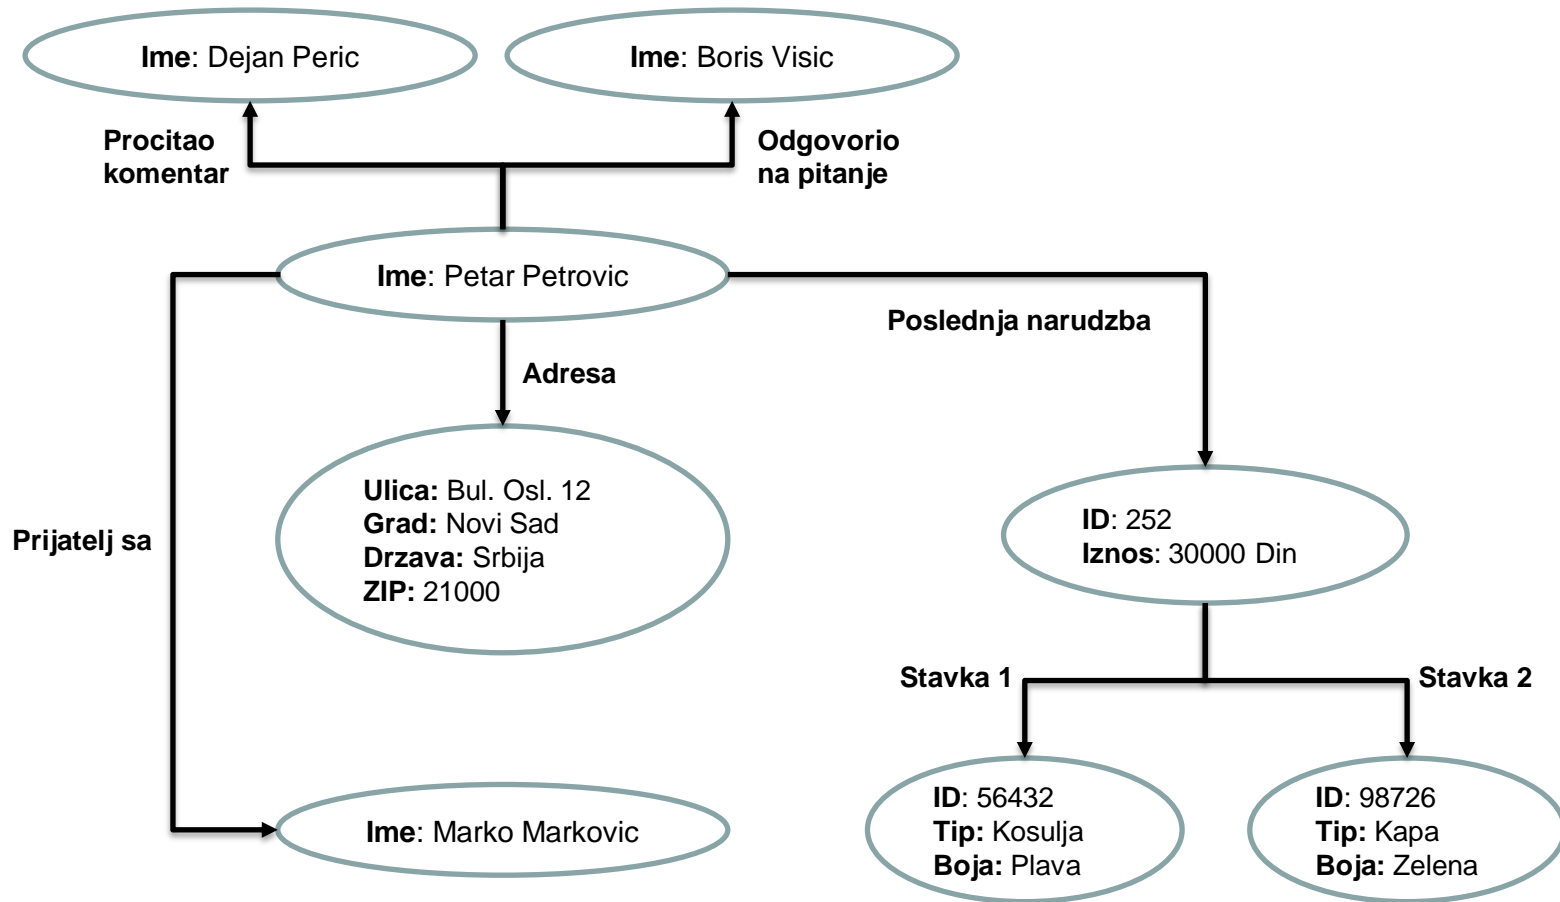 Ime: Dejan Peric
Ime: Boris Visic
Procitao
komentar
Odgovorio
na pitanje
Ime: Petar Petrovic
Poslednja narudzba
Adresa
Ulica: Bul. Osl. 12
Grad: Novi Sad
Drzava: Srbija
ZIP: 21000
Prijatelj sa
ID: 252
Iznos: 30000 Din
Stavka 1
Stavka 2
Ime: Marko Markovic
ID: 56432
Tip: Kosulja
Boja: Plava
ID: 98726
Tip: Kapa
Boja: Zelena